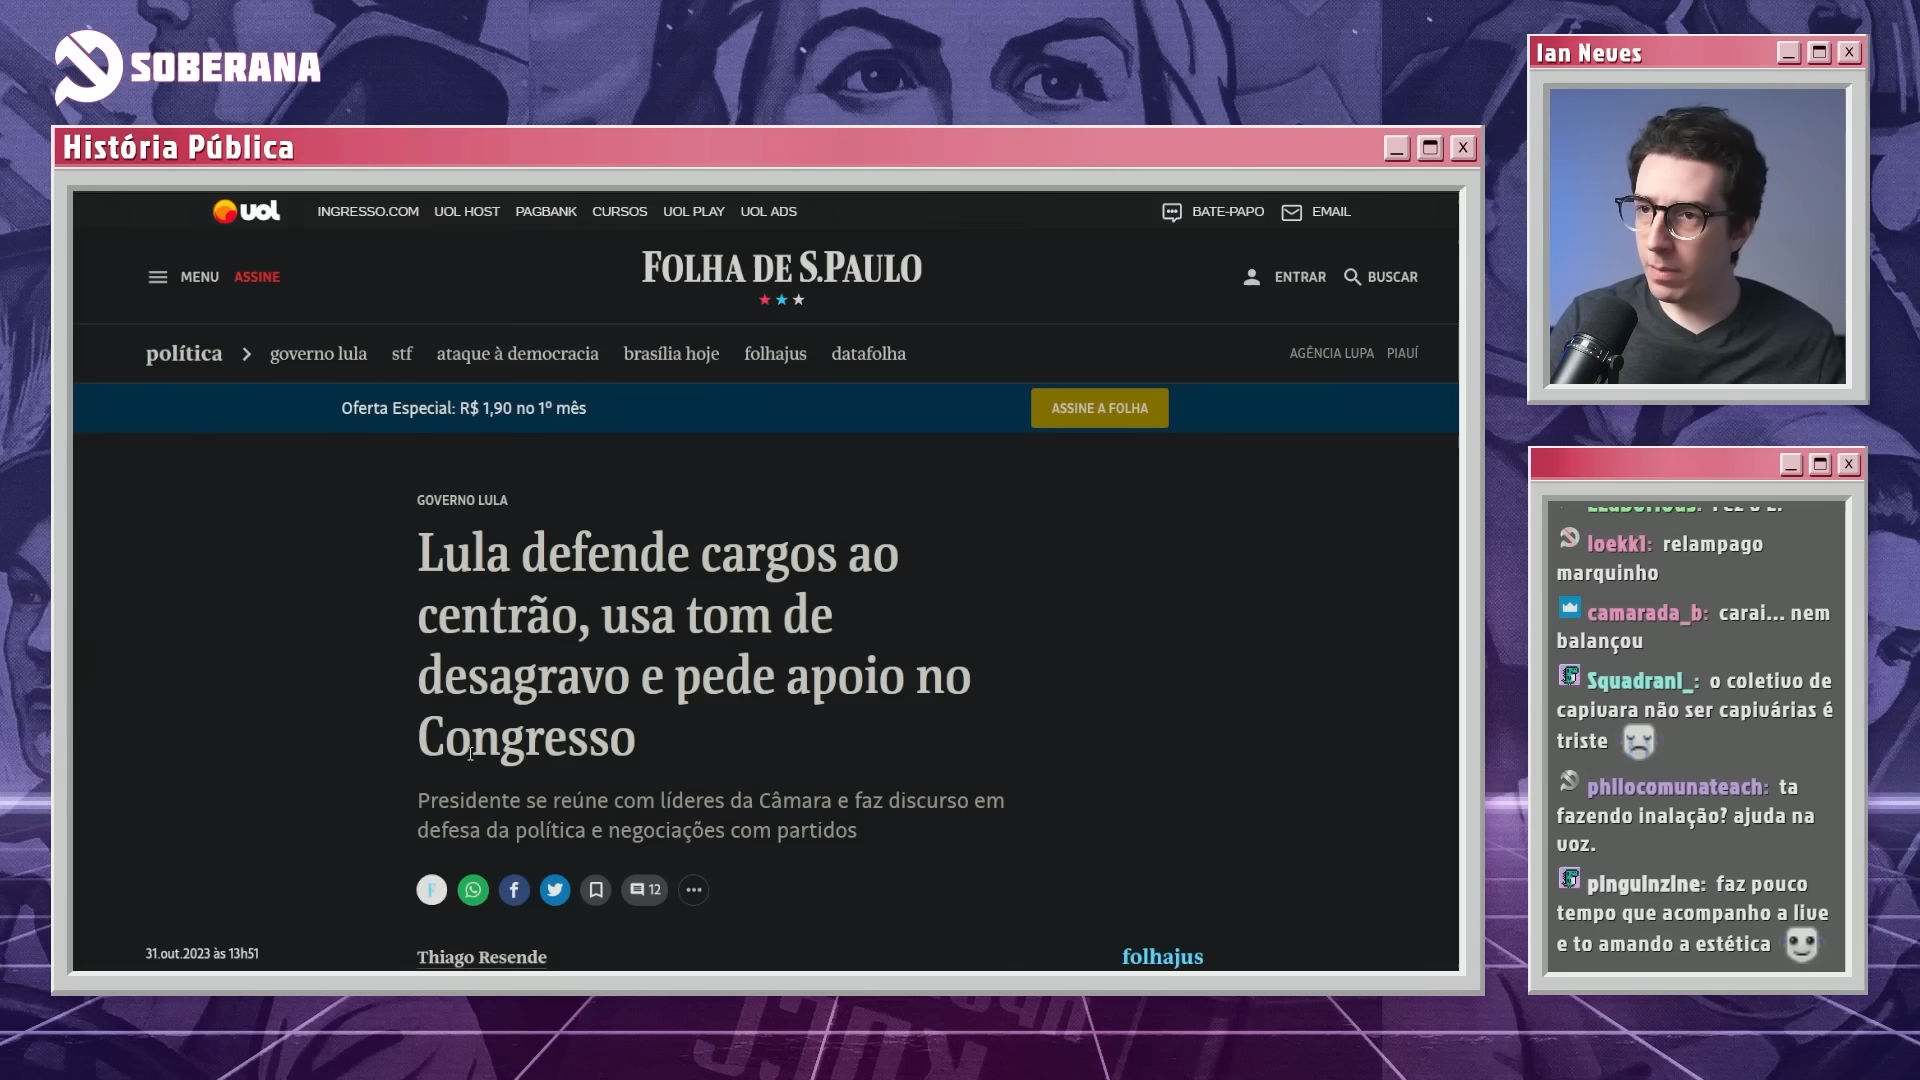 SOBERANA
História Pública
uol
INGRESSO.COM UOL HOST PAGBANK CURSOS UOL PLAY UOL ADS
BATE-PAPO EMAIL
MENU ASSINE
FOLHA DE S.PAULO
ENTRAR BUSCAR
política governo lula stf ataque à democracia brasília hoje folhajus datafolha
AGÊNCIA LUPA PIAUÍ
Oferta Especial: R$ 1,90 no 1º mês
ASSINE A FOLHA
GOVERNO LULA
Lula defende cargos ao
centrão, usa tom de
desagravo e pede apoio no
Congresso
Presidente se reúne com líderes da Câmara e faz discurso em
defesa da política e negociações com partidos
12
31.out.2023 às 13h51
Thiago Resende
folhajus
Ian Neves
loekk1: relampago
marquinho
camarada_b: carai... nem
balançou
Squadranl_: o coletivo de
capivara não ser capivárias é
triste
philocomunateach: ta
fazendo inalação? ajuda na
voz.
pinguinzine: faz pouco
tempo que acompanho a live
e to amando a estética